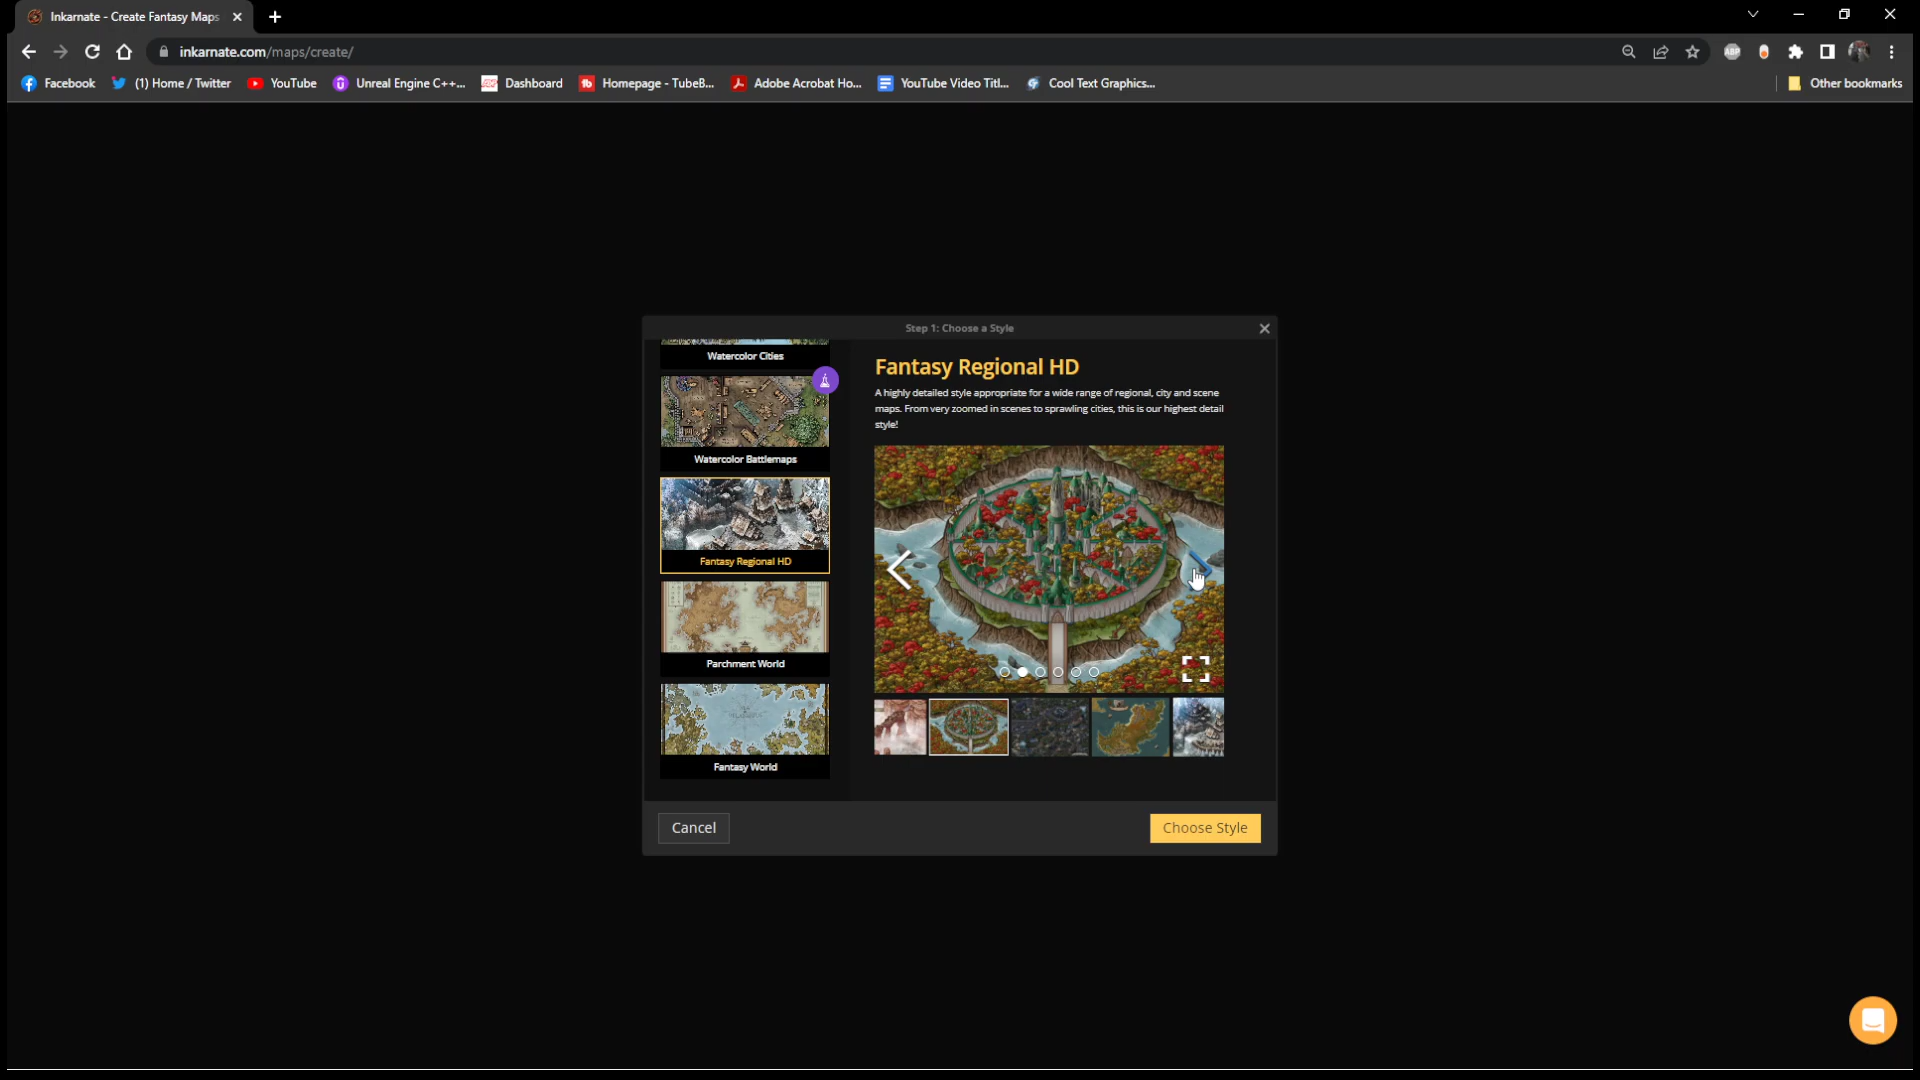 Inkarnate - Create Fantasy Maps
inkarnate.com/maps/create/
Facebook
(1) Home / Twitter
YouTube
Unreal Engine C++...
Dashboard
Homepage - TubeB...
Adobe Acrobat Ho...
YouTube Video Titl...
Cool Text Graphics...
Other bookmarks
ABP
Step 1: Choose a Style
Watercolor Cities
Watercolor Battlemaps
Fantasy Regional HD
Parchment World
Fantasy World
Fantasy Regional HD
A highly detailed style appropriate for a wide range of regional, city and scene
maps. From very zoomed in scenes to sprawling cities, this is our highest detail
style!
Cancel
Choose Style